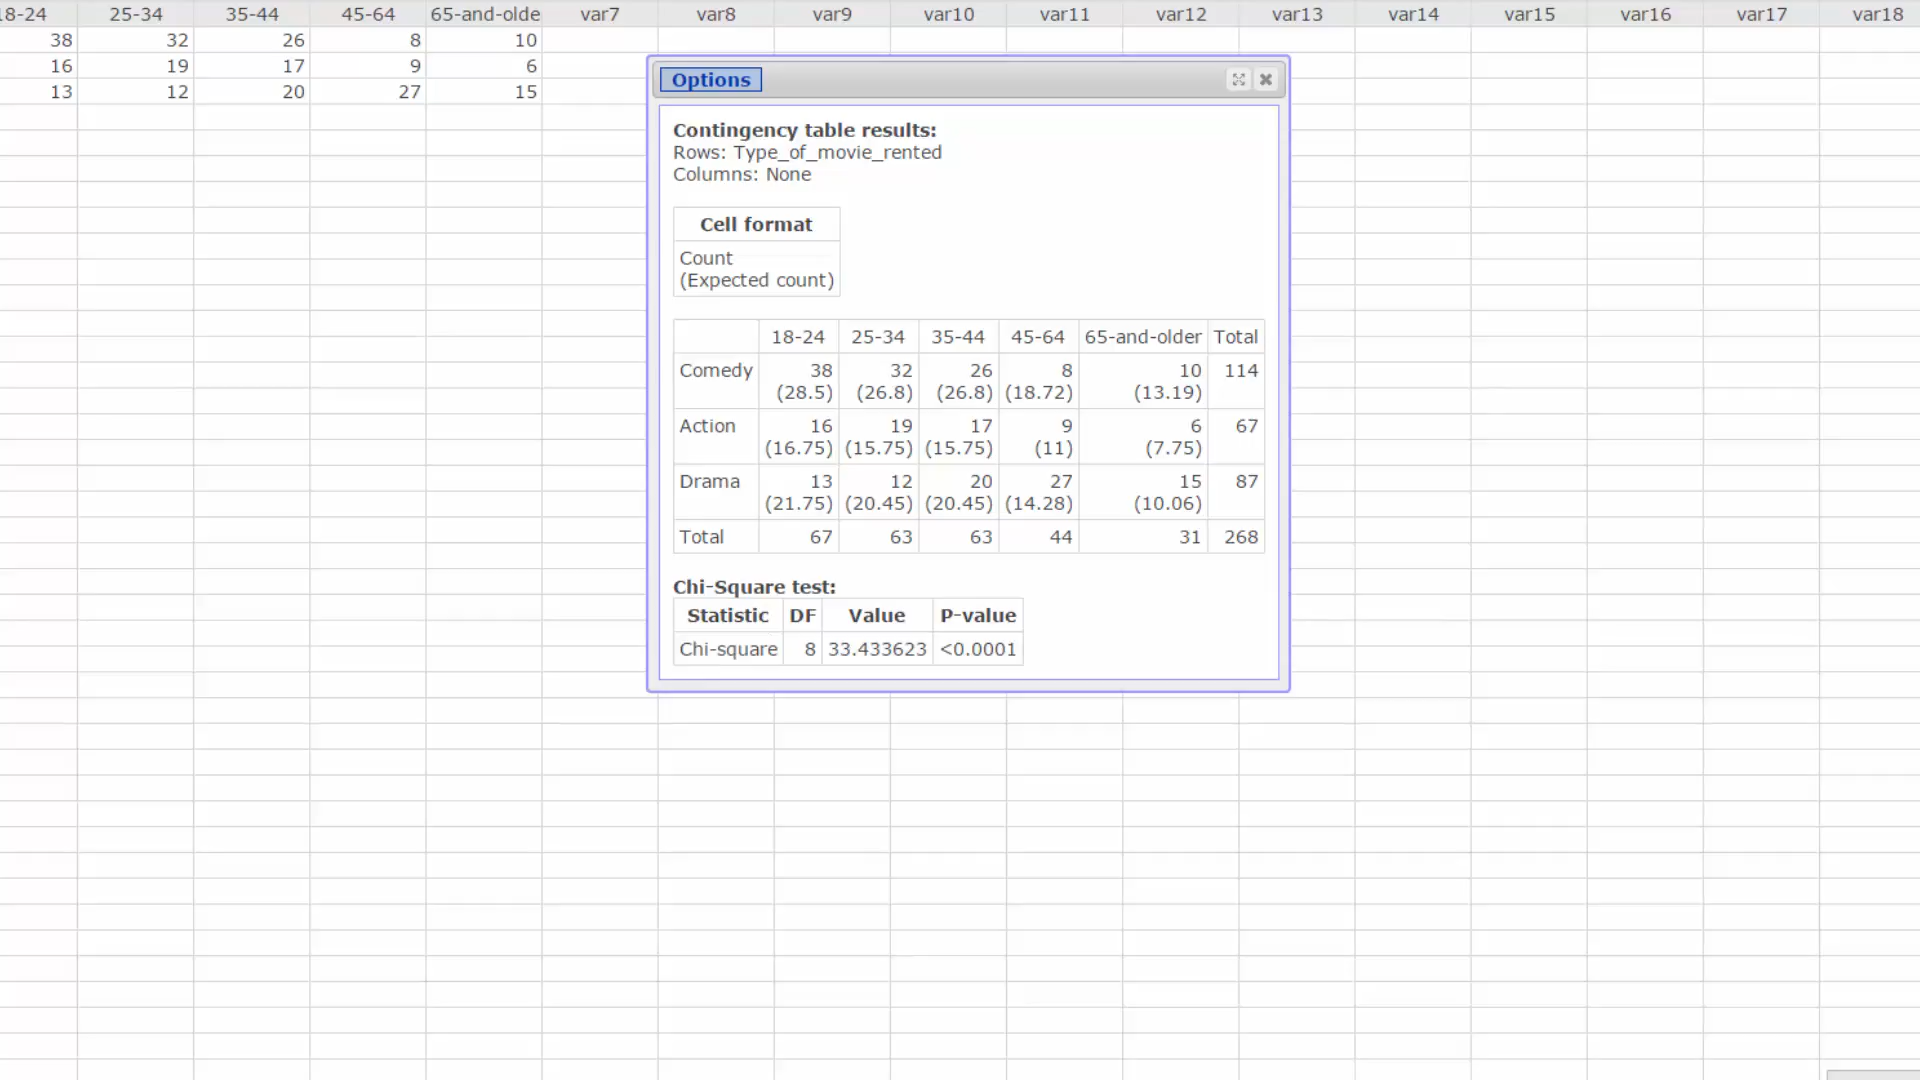 18-24 25-34 35-44 45-64 65-and-olde var7 var8 var9 var10 var11 var12 var13 var14 var15 var16 var17 var18
38 32 26 8 10
16 19 17 9 6
13 12 20 27 15
Options
Contingency table results:
Rows: Type_of_movie_rented
Columns: None
Cell format
Count
(Expected count)
18-24 25-34 35-44 45-64 65-and-older Total
Comedy 38 32 26 8 10 114
(28.5) (26.8) (26.8) (18.72) (13.19)
Action 16 19 17 9 6 67
(16.75) (15.75) (15.75) (11) (7.75)
Drama 13 12 20 27 15 87
(21.75) (20.45) (20.45) (14.28) (10.06)
Total 67 63 63 44 31 268
Chi-Square test:
Statistic DF Value P-value
Chi-square 8 33.433623 <0.0001